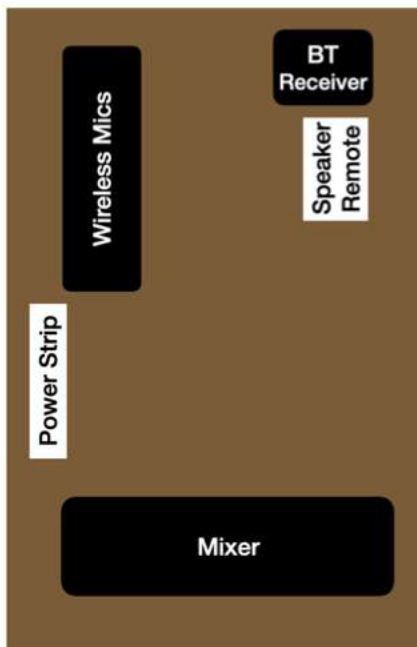 BT
Receiver
Wireless Mics
Speaker
Remote
Power Strip
Mixer